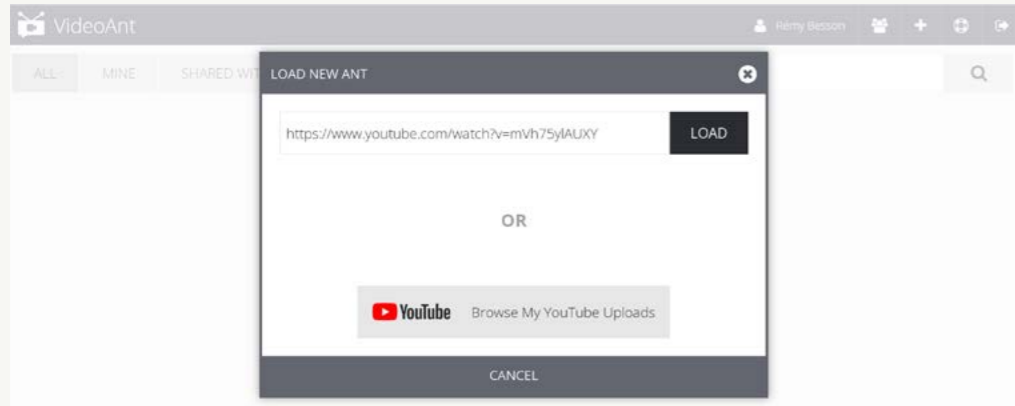 VideoAnt
Rémy Besson
ALL
MINE
SHARED WIT
LOAD NEW ANT
https://www.youtube.com/watch?v=mVh75ylAUXY
LOAD
OR
YouTube Browse My YouTube Uploads
CANCEL